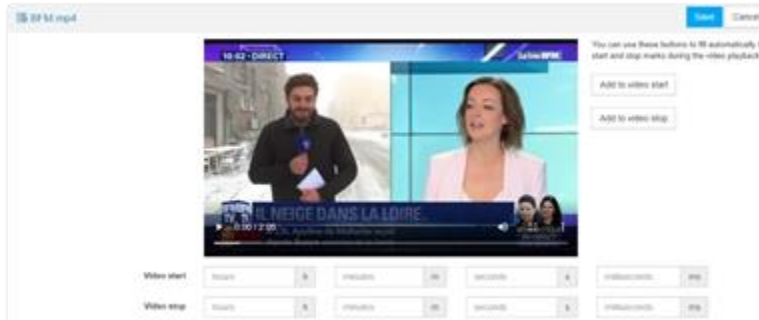 BFM.mp4
Save
Cancel
You can use these buttons to fill automatically
start and stop marks during the video playback
Add to video start
Add to video stop
10:02 · DIRECT
IL NEIGE DANS LA LOIRE
0:00 / 2:05
Video start
hours
h
minutes
m
seconds
s
milliseconds
ms
Video stop
hours
h
minutes
m
seconds
s
milliseconds
ms